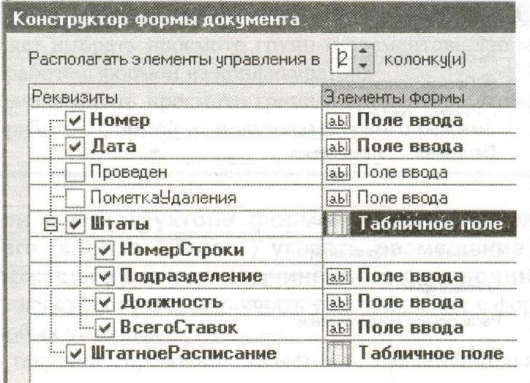 Конструктор формы документа
Располагать элементы управления в 2 колонку(и)
Реквизиты Элементы формы
Номер Поле ввода
Дата Поле ввода
Проведен Поле ввода
ПометкаУдаления Поле ввода
Штаты Табличное поле
НомерСтроки
Подразделение Поле ввода
Должность Поле ввода
ВсегоСтавок Поле ввода
ШтатноеРасписание Табличное поле